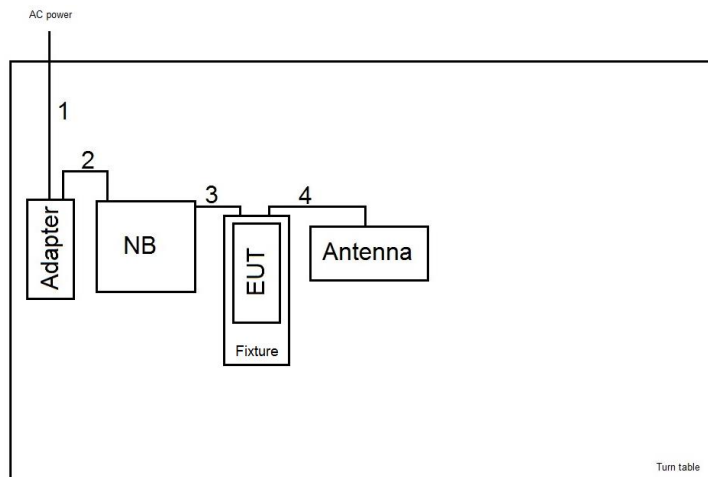 AC power
1
2
3
4
Adapter
NB
EUT
Antenna
Fixture
Turn table